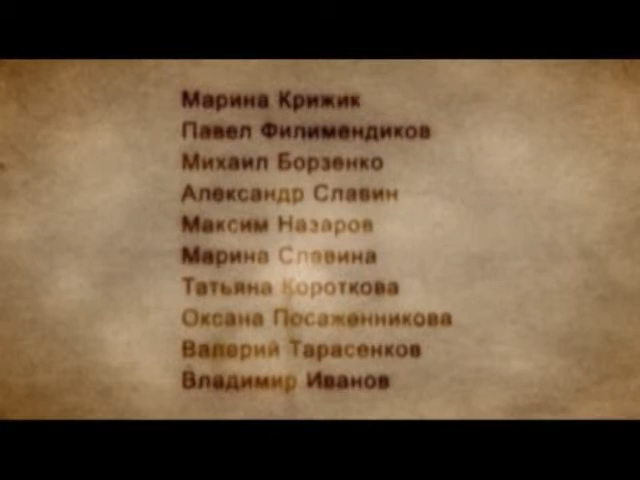 Марина Крижик
Павел Филимендиков
Михаил Борзенко
Александр Славин
Максим Назаров
Марина Славина
Татьяна Короткова
Оксана Посаженникова
Валерий Тарасенков
Владимир Иванов